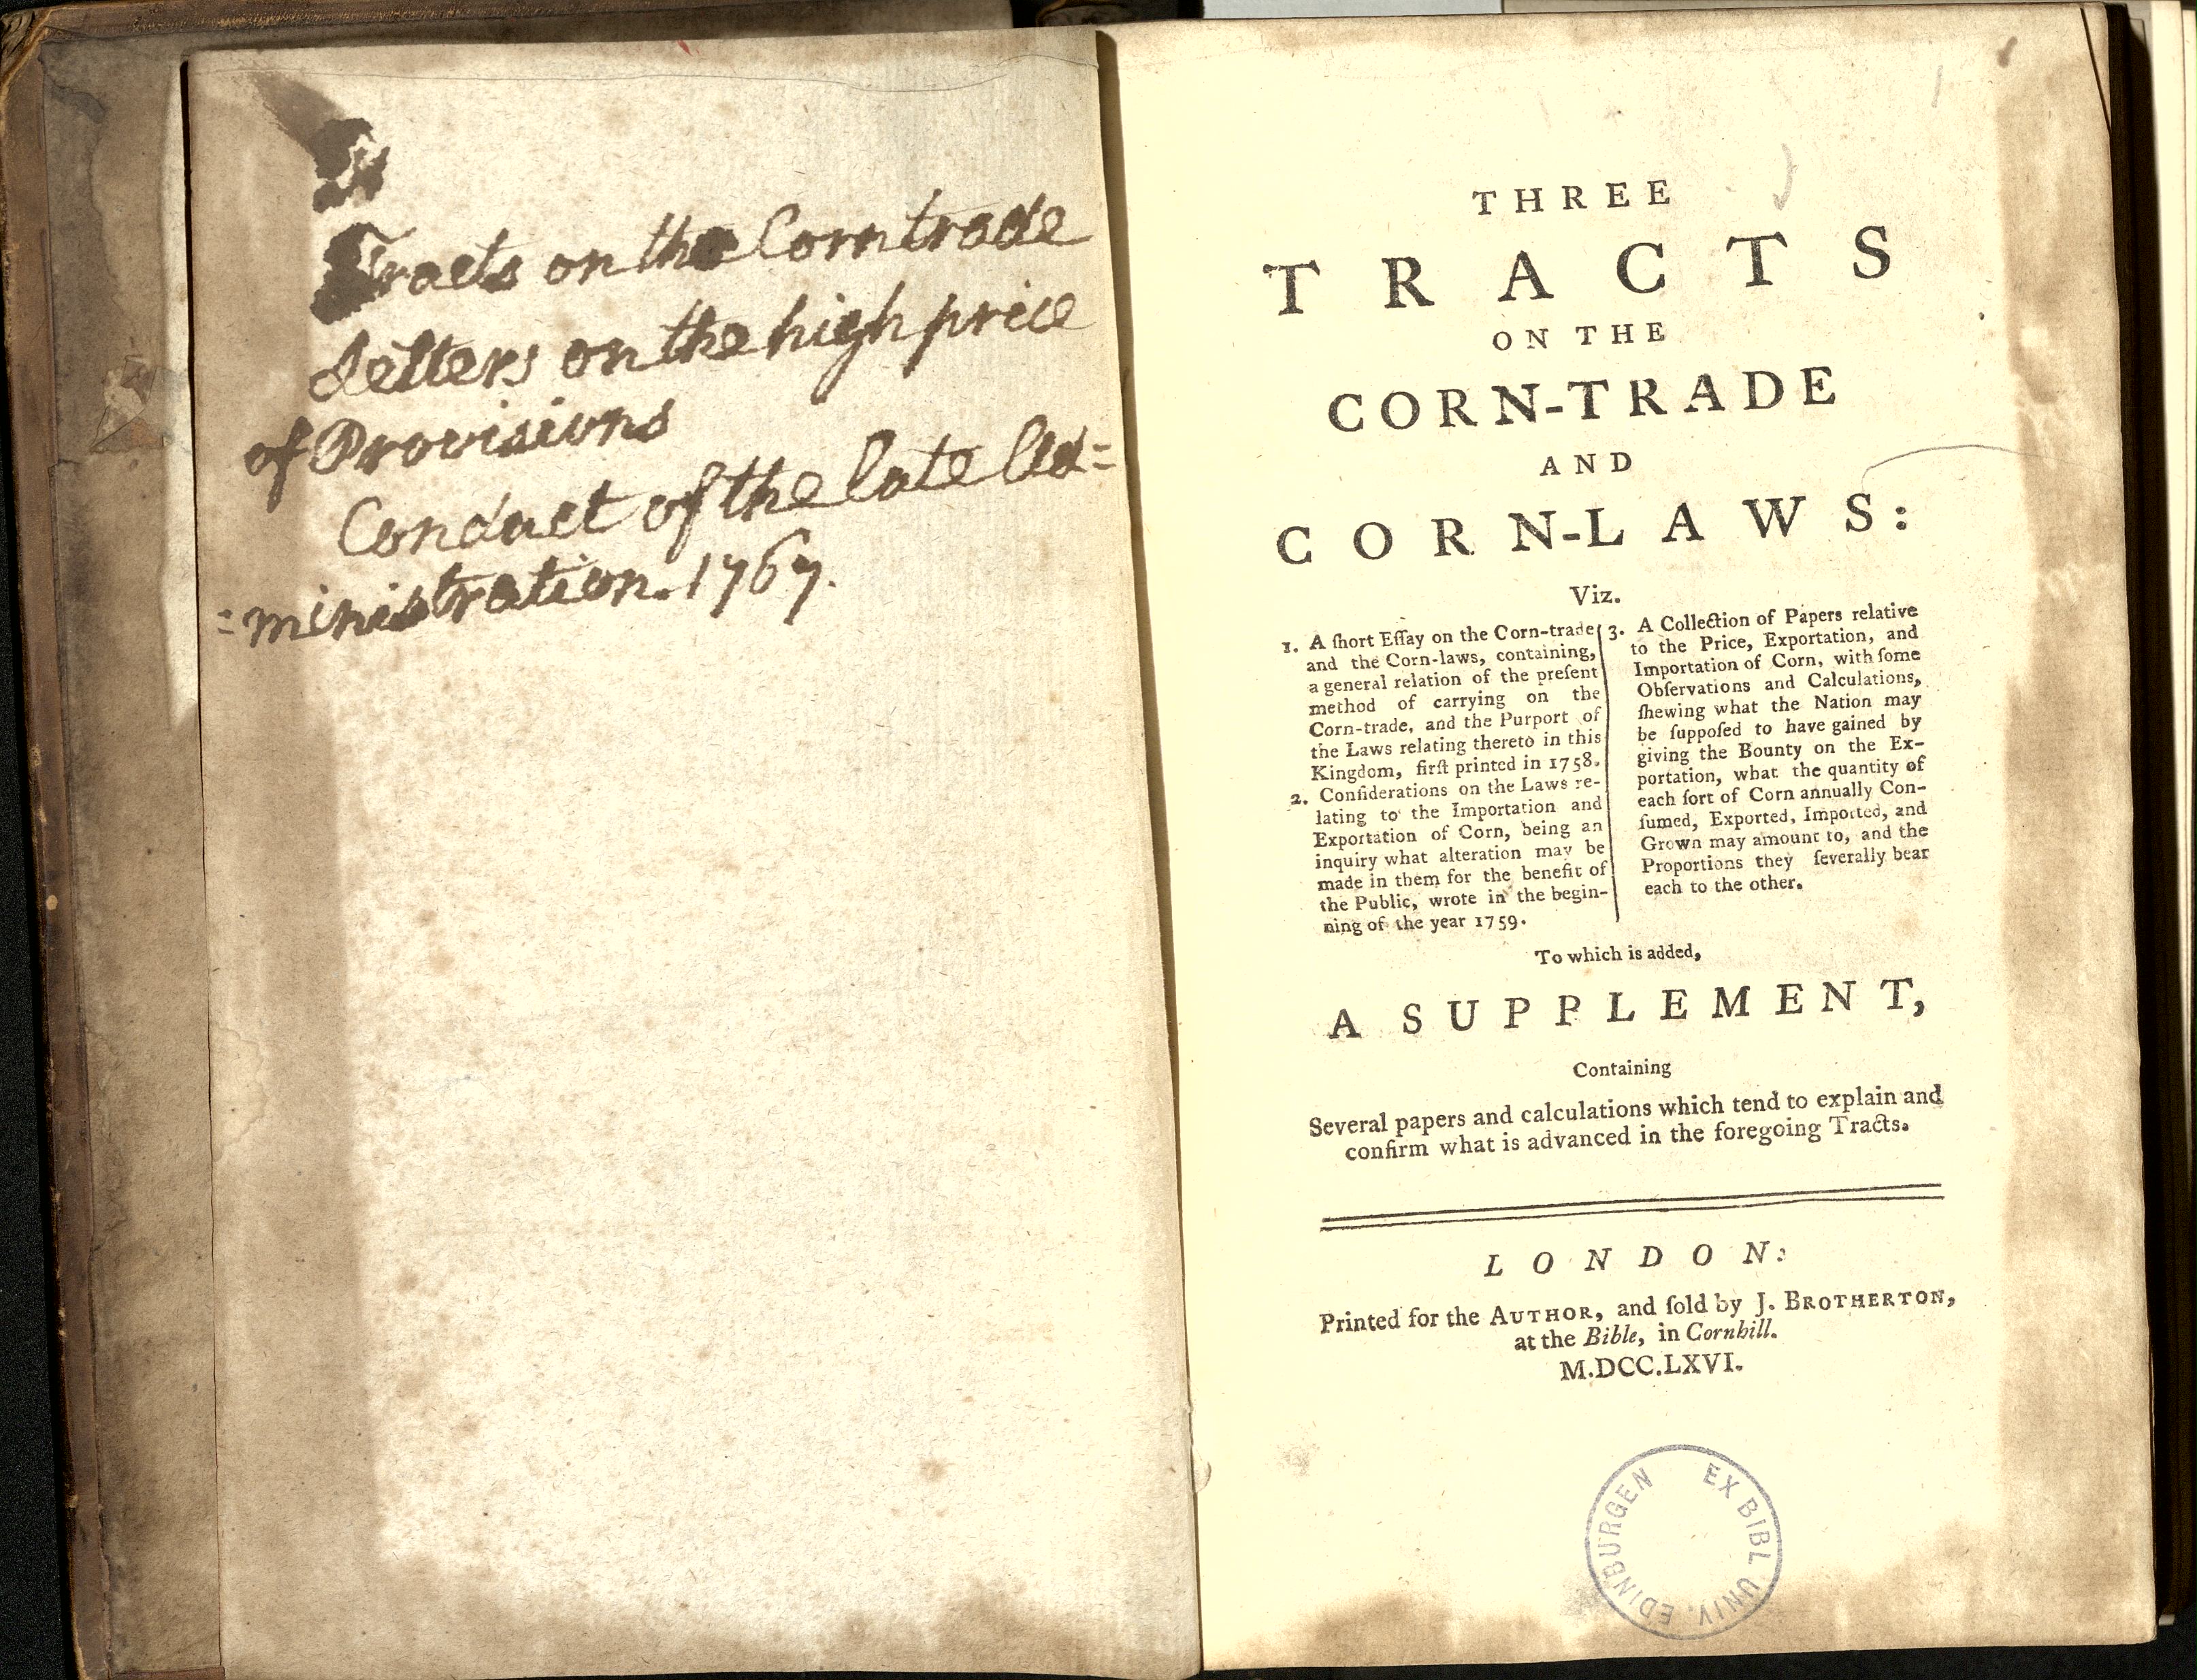 Tracts on the Corntrade
Letters on the high price
of Provisions
Conduct of the late Ad=
=ministration. 1767.
THREE
TRACTS
ON THE
CORN-TRADE
AND
CORN-LAWS:
Viz.
1. A ſhort Eſſay on the Corn-trade
and the Corn-laws, containing,
a general relation of the preſent
method of carrying on the
Corn-trade, and the Purport of
the Laws relating thereto in this
Kingdom, firſt printed in 1758.
2. Conſiderations on the Laws re-
lating to the Importation and
Exportation of Corn, being an
inquiry what alteration may be
made in them for the benefit of
the Public, wrote in the begin-
ning of the year 1759.
3. A Collection of Papers relative
to the Price, Exportation, and
Importation of Corn, with ſome
Obſervations and Calculations,
ſhewing what the Nation may
be ſuppoſed to have gained by
giving the Bounty on the Ex-
portation, what the quantity of
each ſort of Corn annually Con-
ſumed, Exported, Imported, and
Grown may amount to, and the
Proportions they ſeverally bear
each to the other.
To which is added,
A SUPPLEMENT,
Containing
Several papers and calculations which tend to explain and
confirm what is advanced in the foregoing Tracts.
LONDON:
Printed for the AUTHOR, and ſold by J. BROTHERTON,
at the Bible, in Cornhill.
M.DCC.LXVI.
EX BIBL UNIV. EDINBURGEN